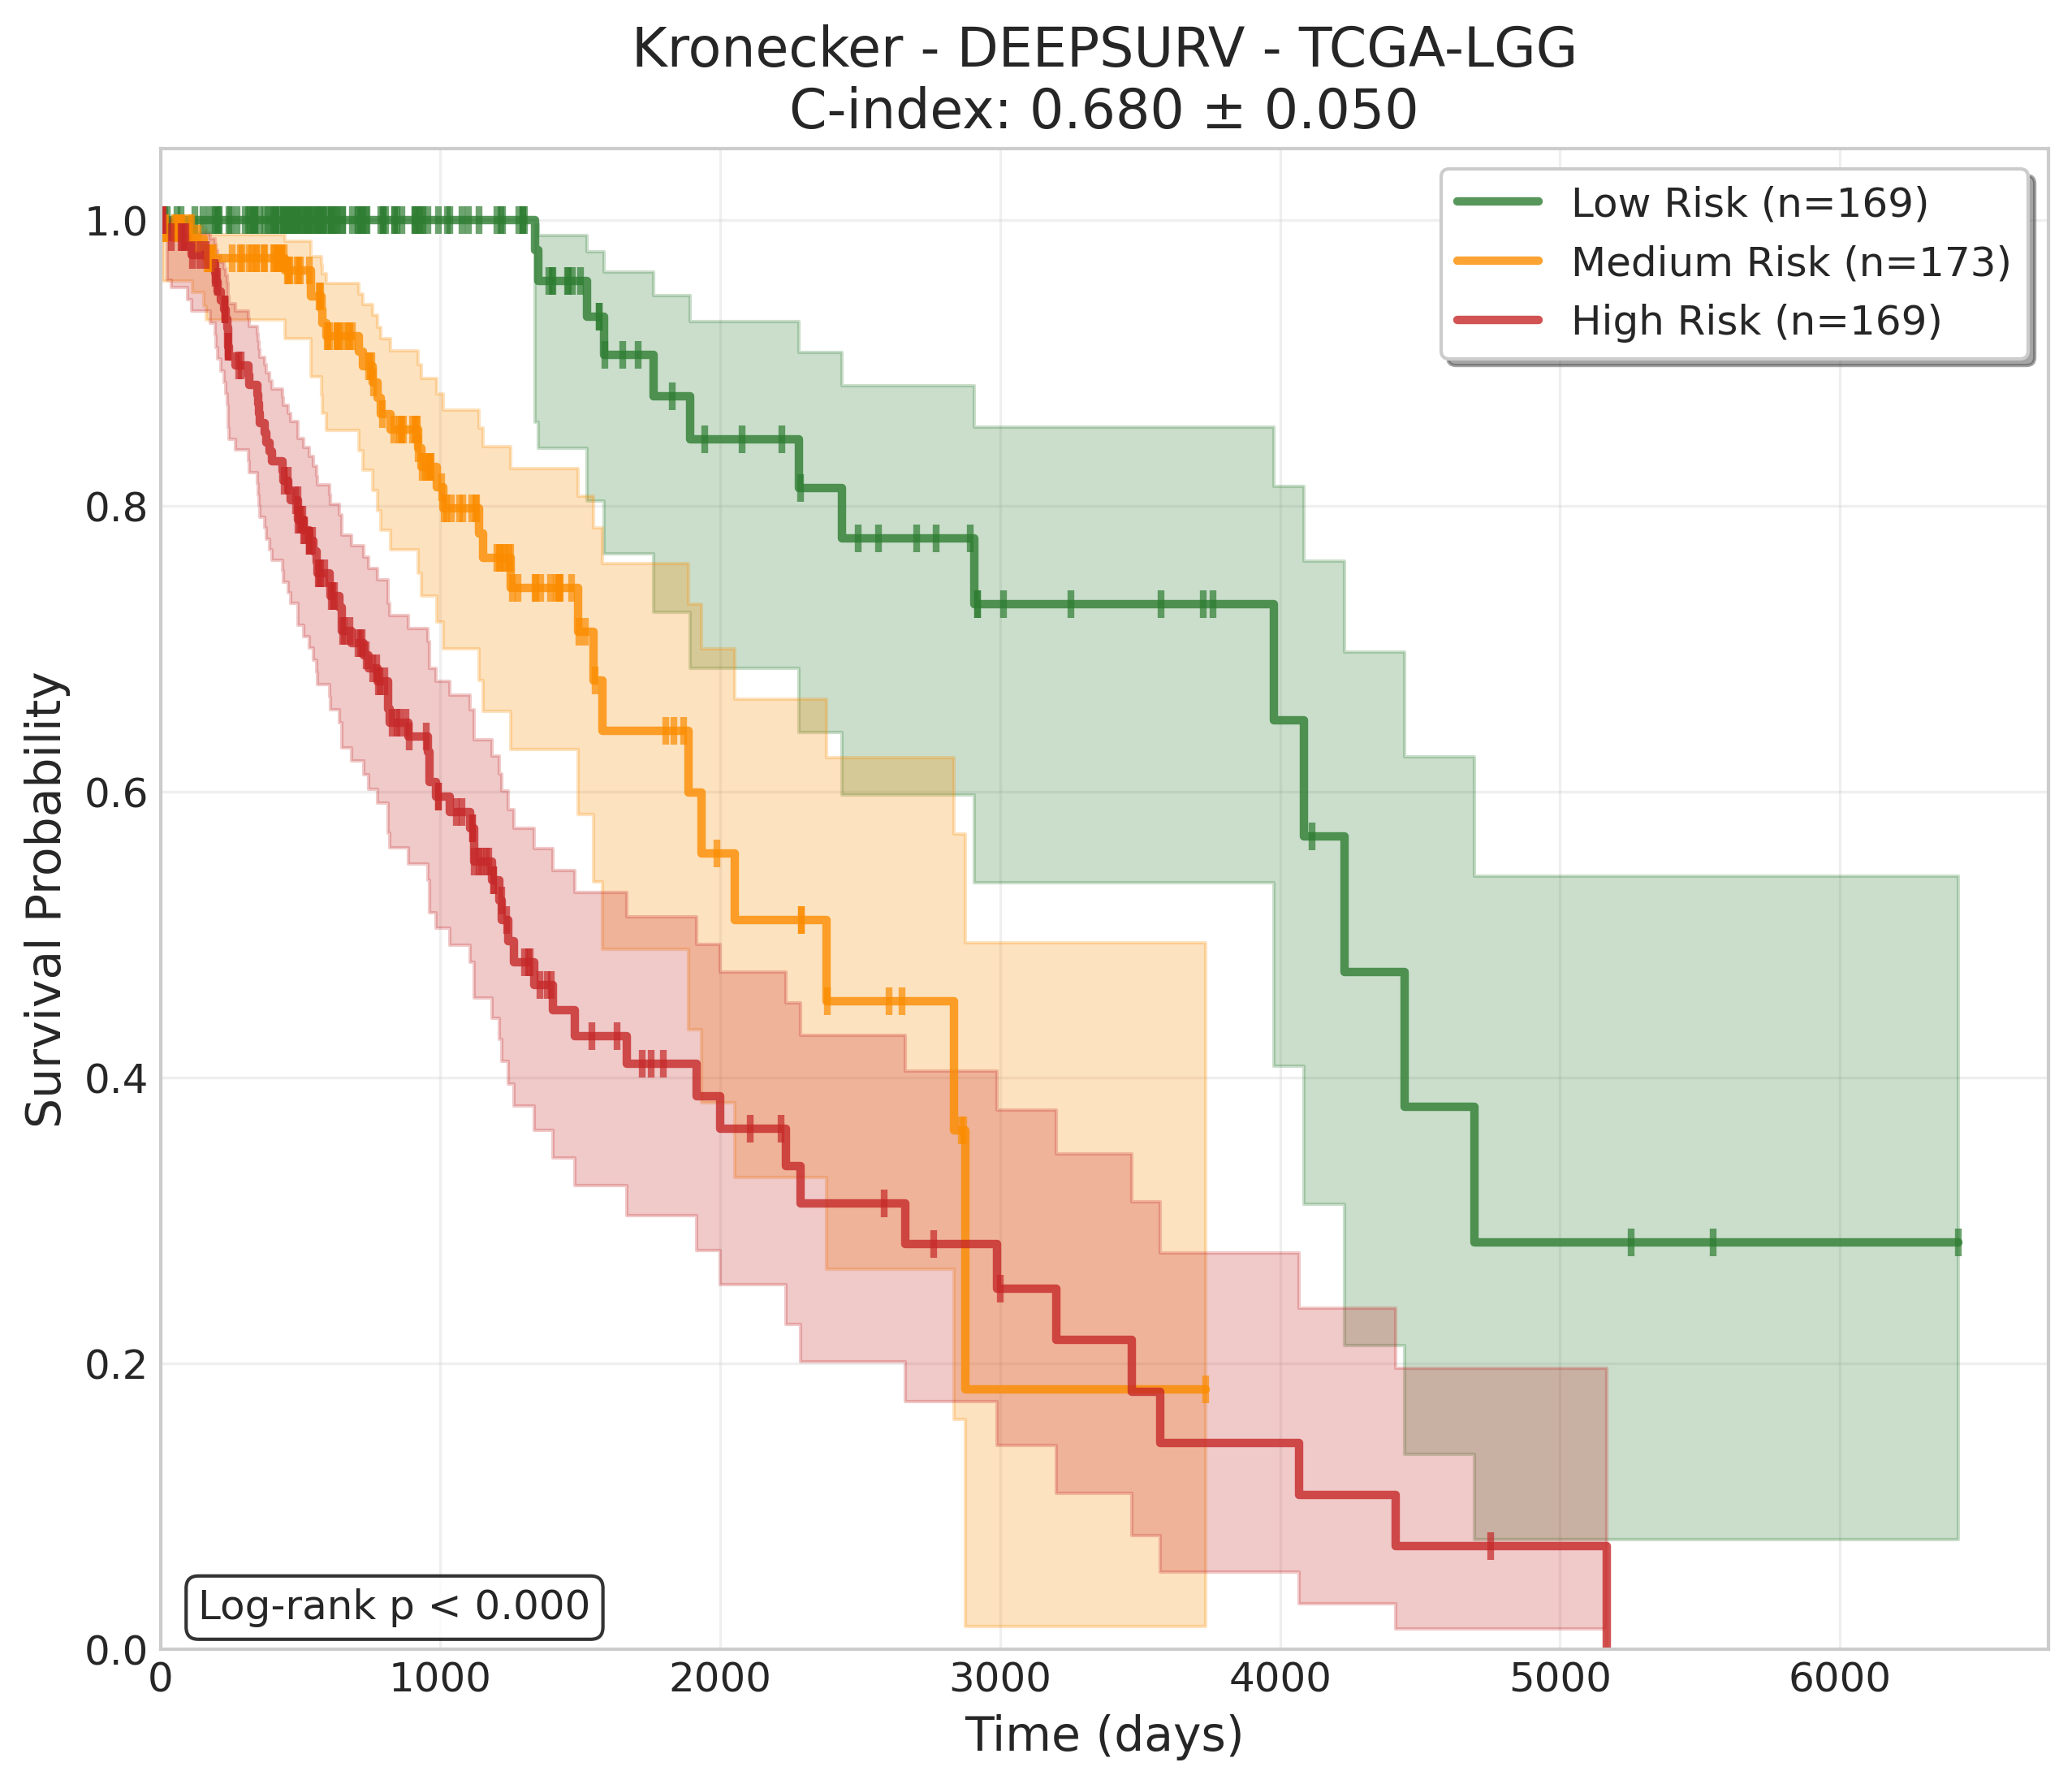 Kronecker - DEEPSURV - TCGA-LGG
C-index: 0.680 ± 0.050
Low Risk (n=169)
Medium Risk (n=173)
High Risk (n=169)
Survival Probability
1.0
0.8
0.6
0.4
0.2
0.0
Log-rank p < 0.000
0 1000 2000 3000 4000 5000 6000
Time (days)